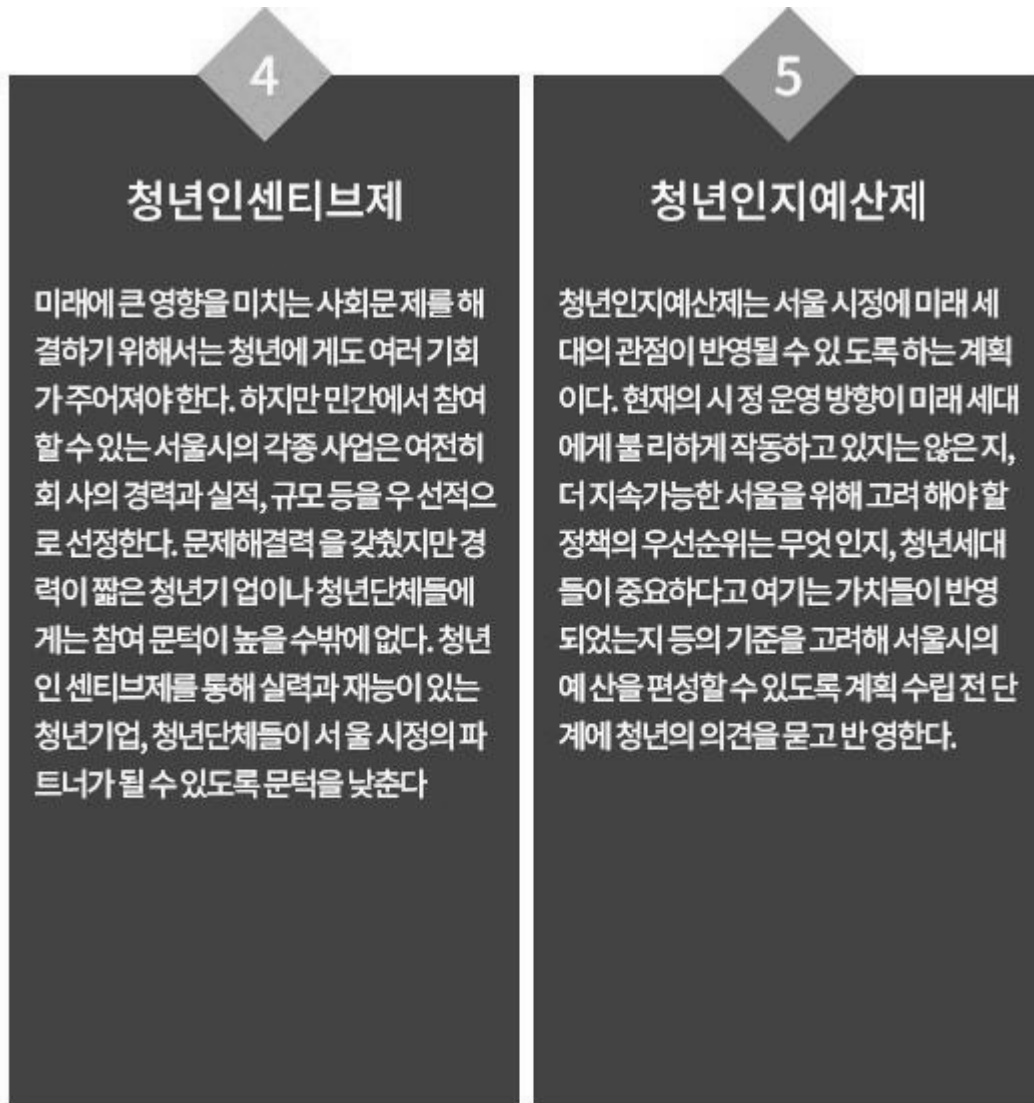 4
청년인센티브제
미래에 큰 영향을 미치는 사회문 제를 해
결하기 위해서는 청년에 게도 여러 기회
가 주어져야 한다. 하지만 민간에서 참여
할 수 있는 서울시의 각종 사업은 여전히
회 사의 경력과 실적, 규모 등을 우 선적으
로 선정한다. 문제해결력 을 갖췄지만 경
력이 짧은 청년기 업이나 청년단체들에
게는 참여 문턱이 높을 수밖에 없다. 청년
인 센티브제를 통해 실력과 재능이 있는
청년기업, 청년단체들이 서 울 시정의 파
트너가 될 수 있도록 문턱을 낮춘다
5
청년인지예산제
청년인지예산제는 서울 시정에 미래 세
대의 관점이 반영될 수 있 도록 하는 계획
이다. 현재의 시 정 운영 방향이 미래 세대
에게 불 리하게 작동하고 있지는 않은 지,
더 지속가능한 서울을 위해 고려 해야 할
정책의 우선순위는 무엇 인지, 청년세대
들이 중요하다고 여기는 가치들이 반영
되었는지 등의 기준을 고려해 서울시의
예 산을 편성할 수 있도록 계획 수립 전 단
계에 청년의 의견을 묻고 반 영한다.